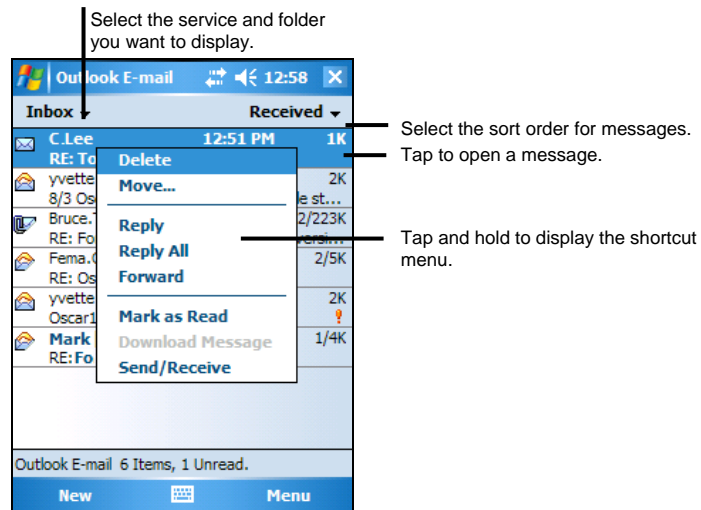 Select the service and folder
you want to display.
Outlook E-mail 12:58
Inbox Received
C.Lee 12:51 PM 1K
RE: To
Delete
yvette 2K
Move...
8/3 Os le st...
Bruce. 2/223K
Reply
RE: Fo versi...
Reply All
Fema. 2/5K
Forward
RE: Os
yvette 2K
Mark as Read
Oscar1
Mark 1/4K
Download Message
RE:Fo
Send/Receive
Outlook E-mail 6 Items, 1 Unread.
New Menu
Select the sort order for messages.
Tap to open a message.
Tap and hold to display the shortcut
menu.